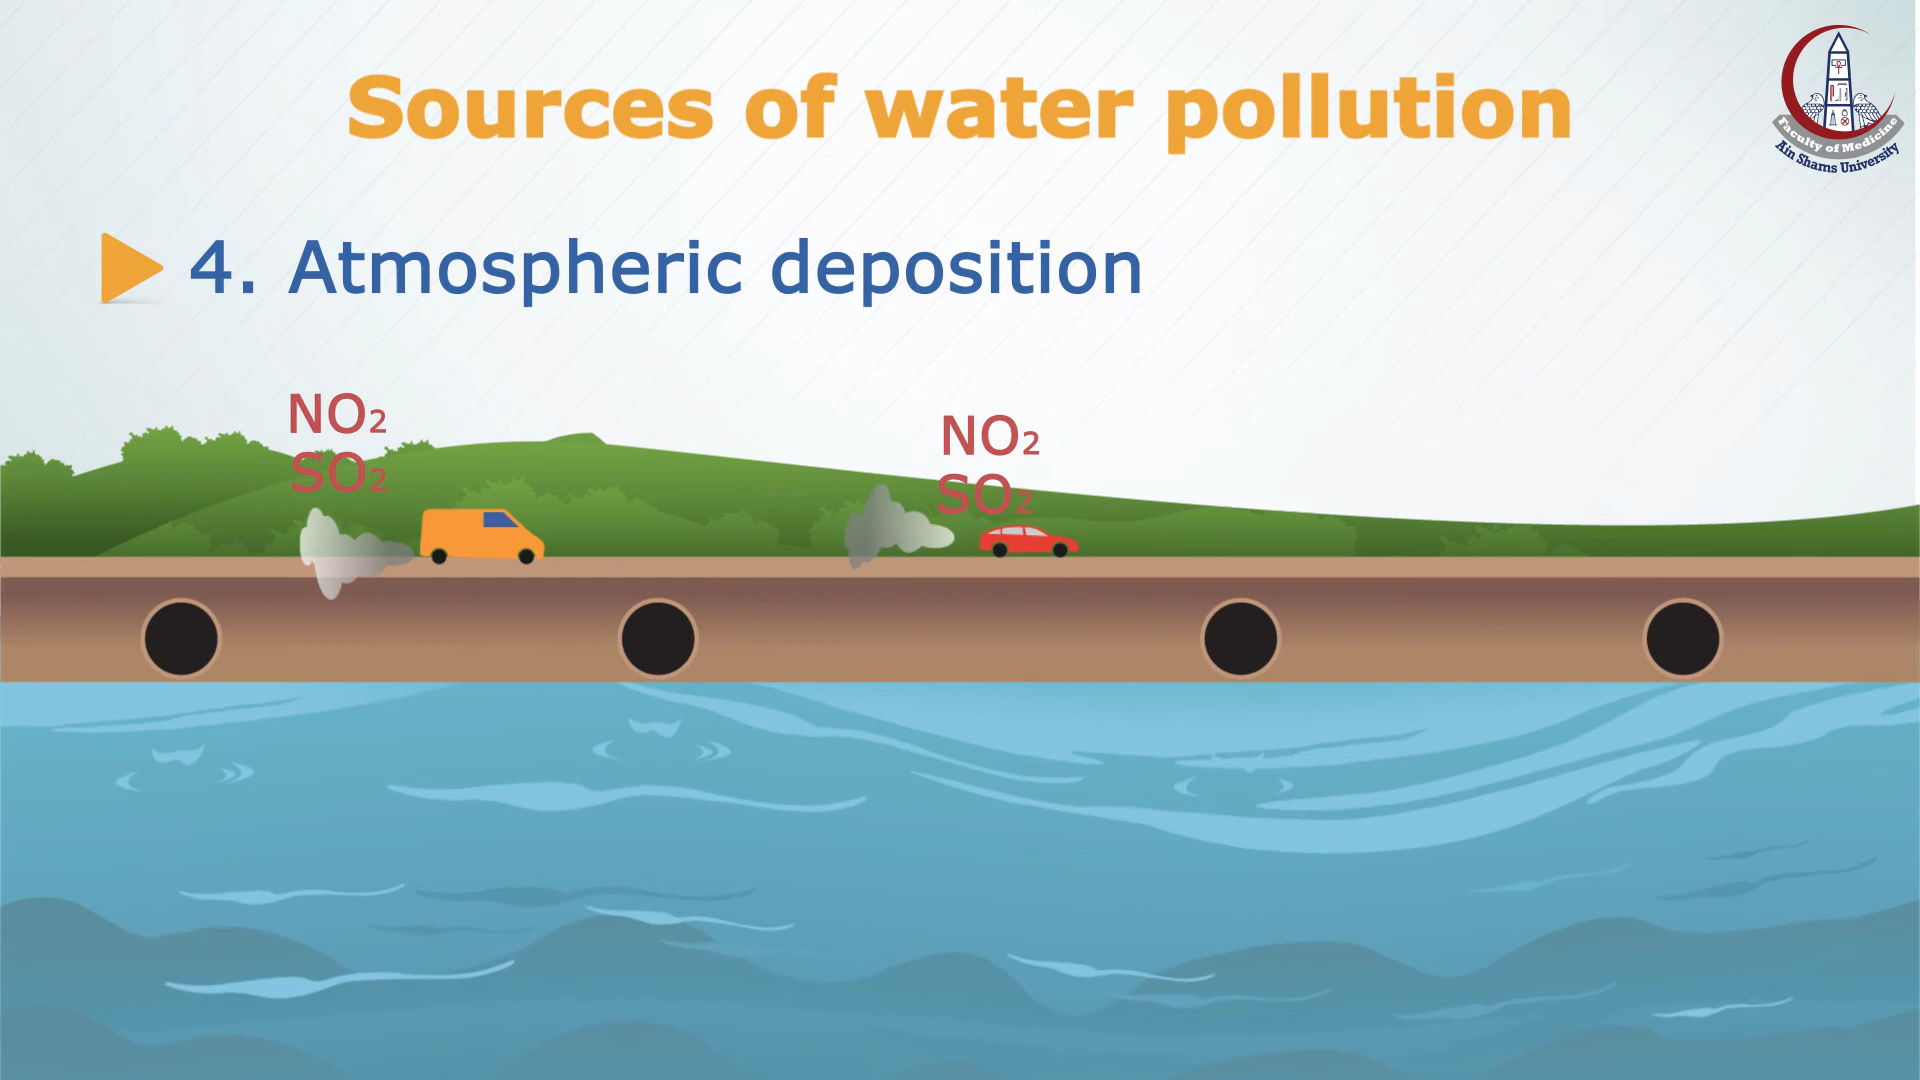 Sources of water pollution
Faculty of Medicine
Ain Shams University
4. Atmospheric deposition
NO₂
SO₂
NO₂
SO₂